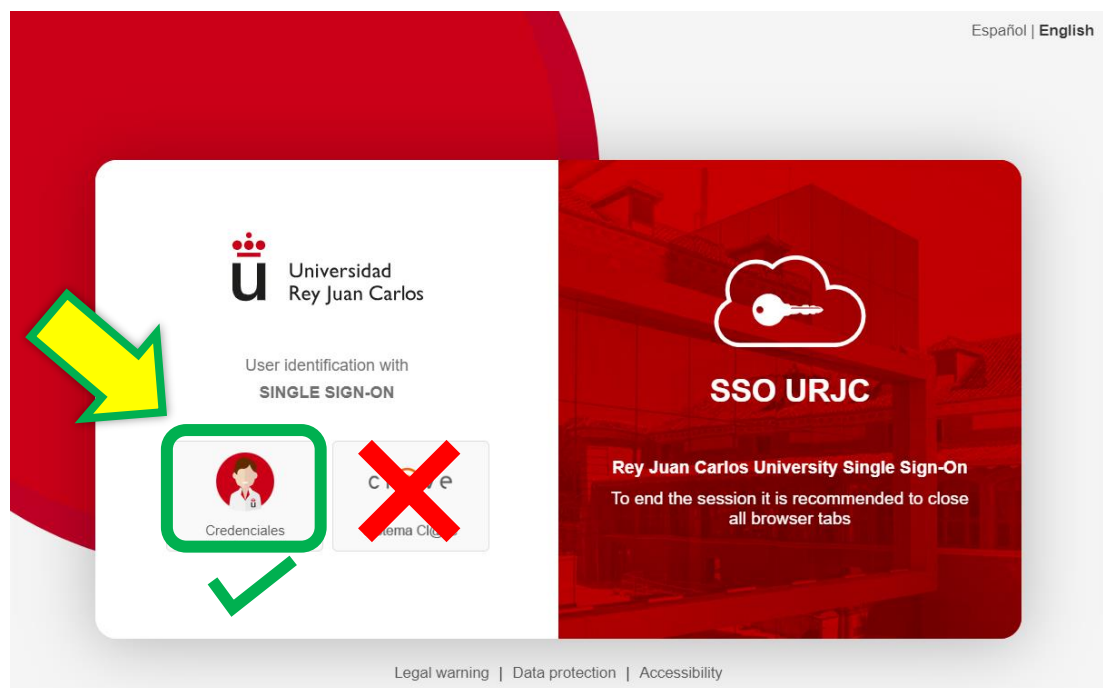 Español | English
Universidad
Rey Juan Carlos
User identification with
SINGLE SIGN-ON
Credenciales
SSO URJC
Rey Juan Carlos University Single Sign-On
To end the session it is recommended to close
all browser tabs
Legal warning | Data protection | Accessibility